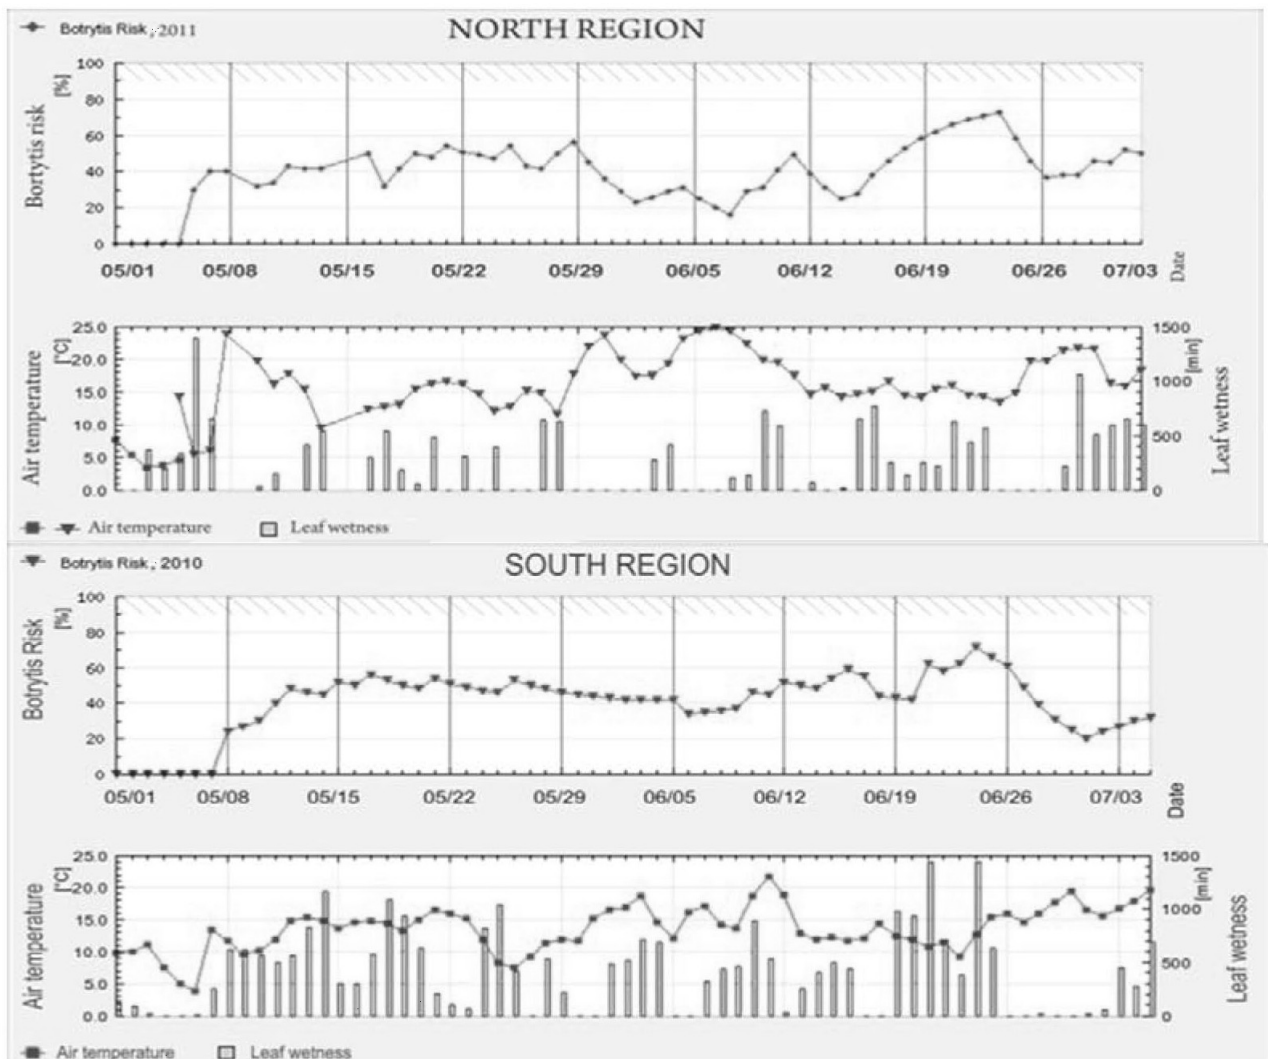 Botrytis Risk, 2011
NORTH REGION
Bortytis risk
[%]
100
80
60
40
20
0
05/01 05/08 05/15 05/22 05/29 06/05 06/12 06/19 06/26 07/03
Date
Air temperature
[°C]
25.0
20.0
15.0
10.0
5.0
0.0
1500
1000
500
0
[min]
Leaf wetness
Air temperature Leaf wetness
Botrytis Risk, 2010
SOUTH REGION
Botrytis Risk
[%]
100
80
60
40
20
0
05/01 05/08 05/15 05/22 05/29 06/05 06/12 06/19 06/26 07/03
Date
Air temperature
[°C]
25.0
20.0
15.0
10.0
5.0
0.0
1500
1000
500
0
[min]
Leaf wetness
Air temperature Leaf wetness